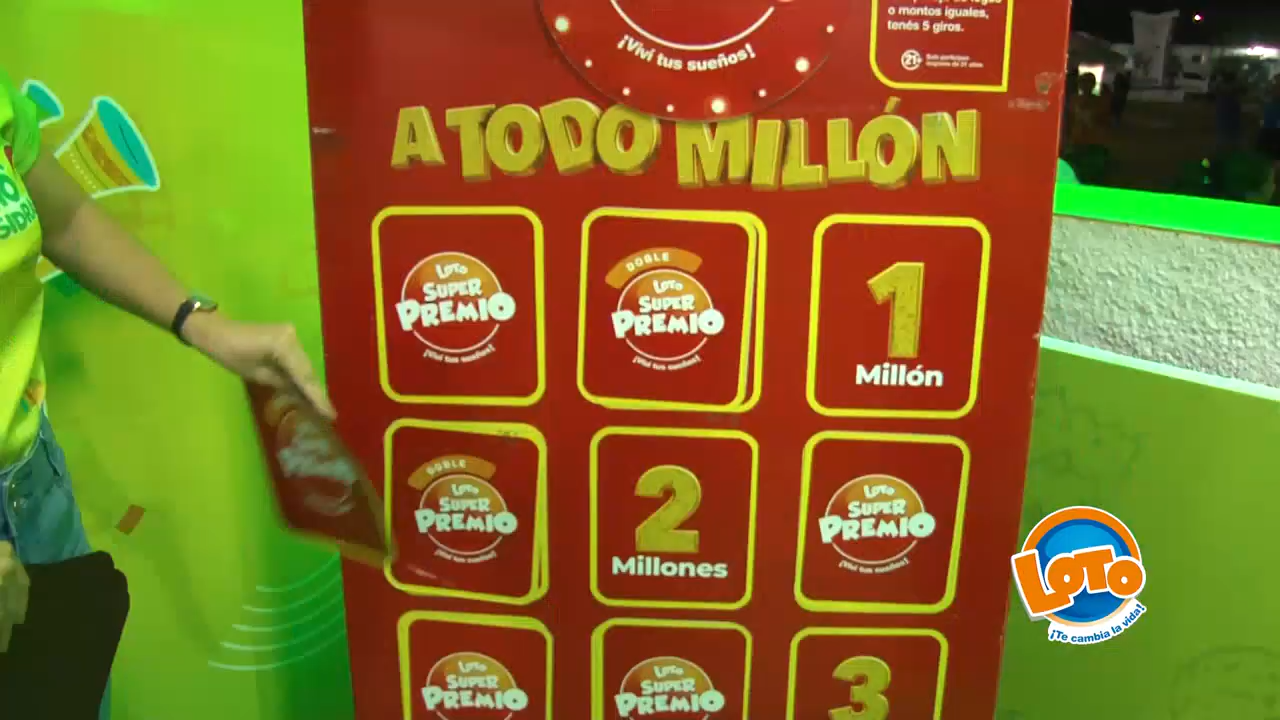 o montos iguales,
tenés 5 giros.
21+
¡Viví tus sueños!
A TODO MILLÓN
LOTO
SUPER
PREMIO
¡Viví tus sueños!
DOBLE
LOTO
SUPER
PREMIO
¡Viví tus sueños!
1
Millón
DOBLE
LOTO
SUPER
PREMIO
¡Viví tus sueños!
2
Millones
LOTO
SUPER
PREMIO
¡Viví tus sueños!
LOTO
SUPER
PREMIO
LOTO
SUPER
PREMIO
3
LOTO
¡Te cambia la vida!